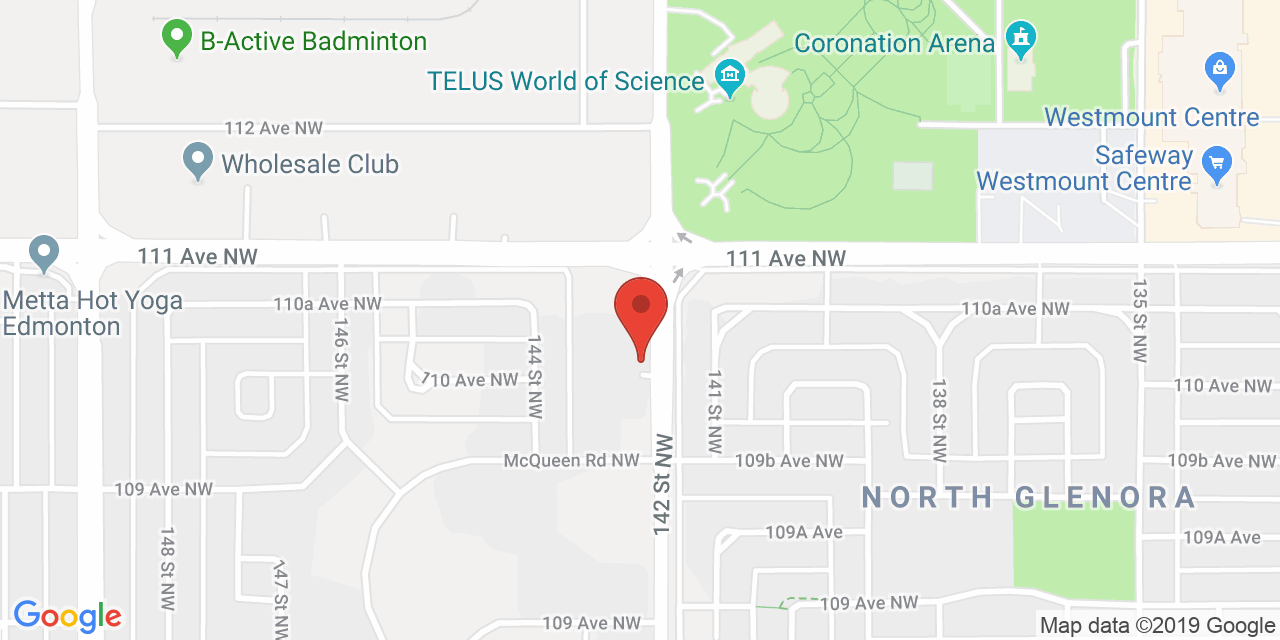 B-Active Badminton
Coronation Arena
TELUS World of Science
Westmount Centre
112 Ave NW
Wholesale Club
Safeway
Westmount Centre
111 Ave NW
111 Ave NW
Metta Hot Yoga
Edmonton
110a Ave NW
110a Ave NW
135 St NW
146 St NW
144 St NW
10 Ave NW
141 St NW
138 St NW
110 Ave NW
McQueen Rd NW
142 St NW
109b Ave NW
109b Ave NW
109 Ave NW
NORTH GLENORA
148 St NW
147 St NW
109A Ave
109A Ave
109 Ave NW
109 Ave NW
Google
Map data ©2019 Google